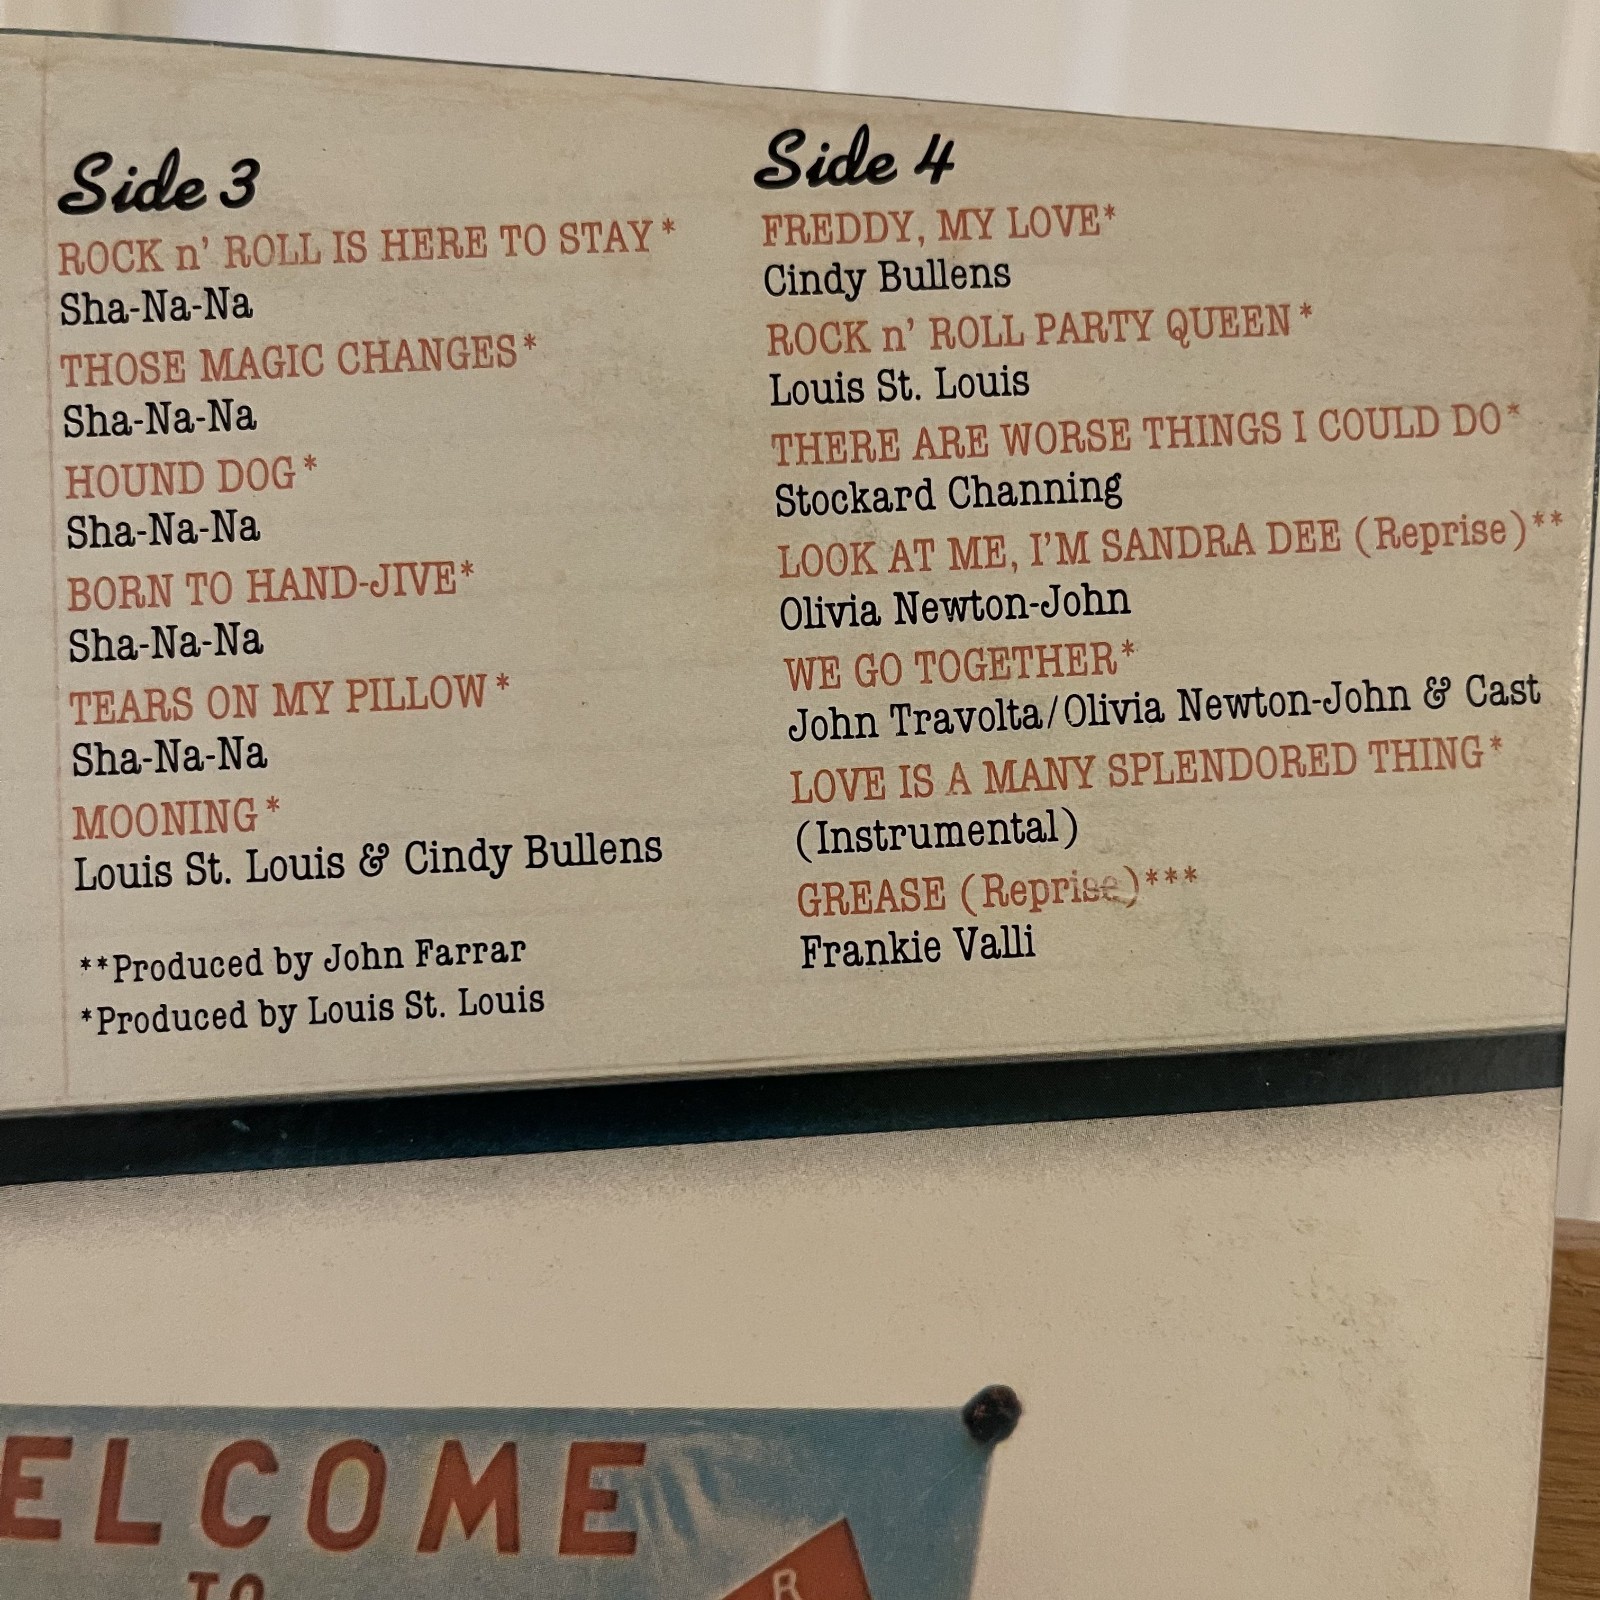 Side 3
ROCK n' ROLL IS HERE TO STAY*
Sha-Na-Na
THOSE MAGIC CHANGES*
Sha-Na-Na
HOUND DOG*
Sha-Na-Na
BORN TO HAND-JIVE*
Sha-Na-Na
TEARS ON MY PILLOW*
Sha-Na-Na
MOONING*
Louis St. Louis & Cindy Bullens
**Produced by John Farrar
*Produced by Louis St. Louis
Side 4
FREDDY, MY LOVE*
Cindy Bullens
ROCK n' ROLL PARTY QUEEN*
Louis St. Louis
THERE ARE WORSE THINGS I COULD DO*
Stockard Channing
LOOK AT ME, I'M SANDRA DEE (Reprise)**
Olivia Newton-John
WE GO TOGETHER*
John Travolta/Olivia Newton-John & Cast
LOVE IS A MANY SPLENDORED THING*
(Instrumental)
GREASE (Reprise)***
Frankie Valli
ELCOME
TO
R